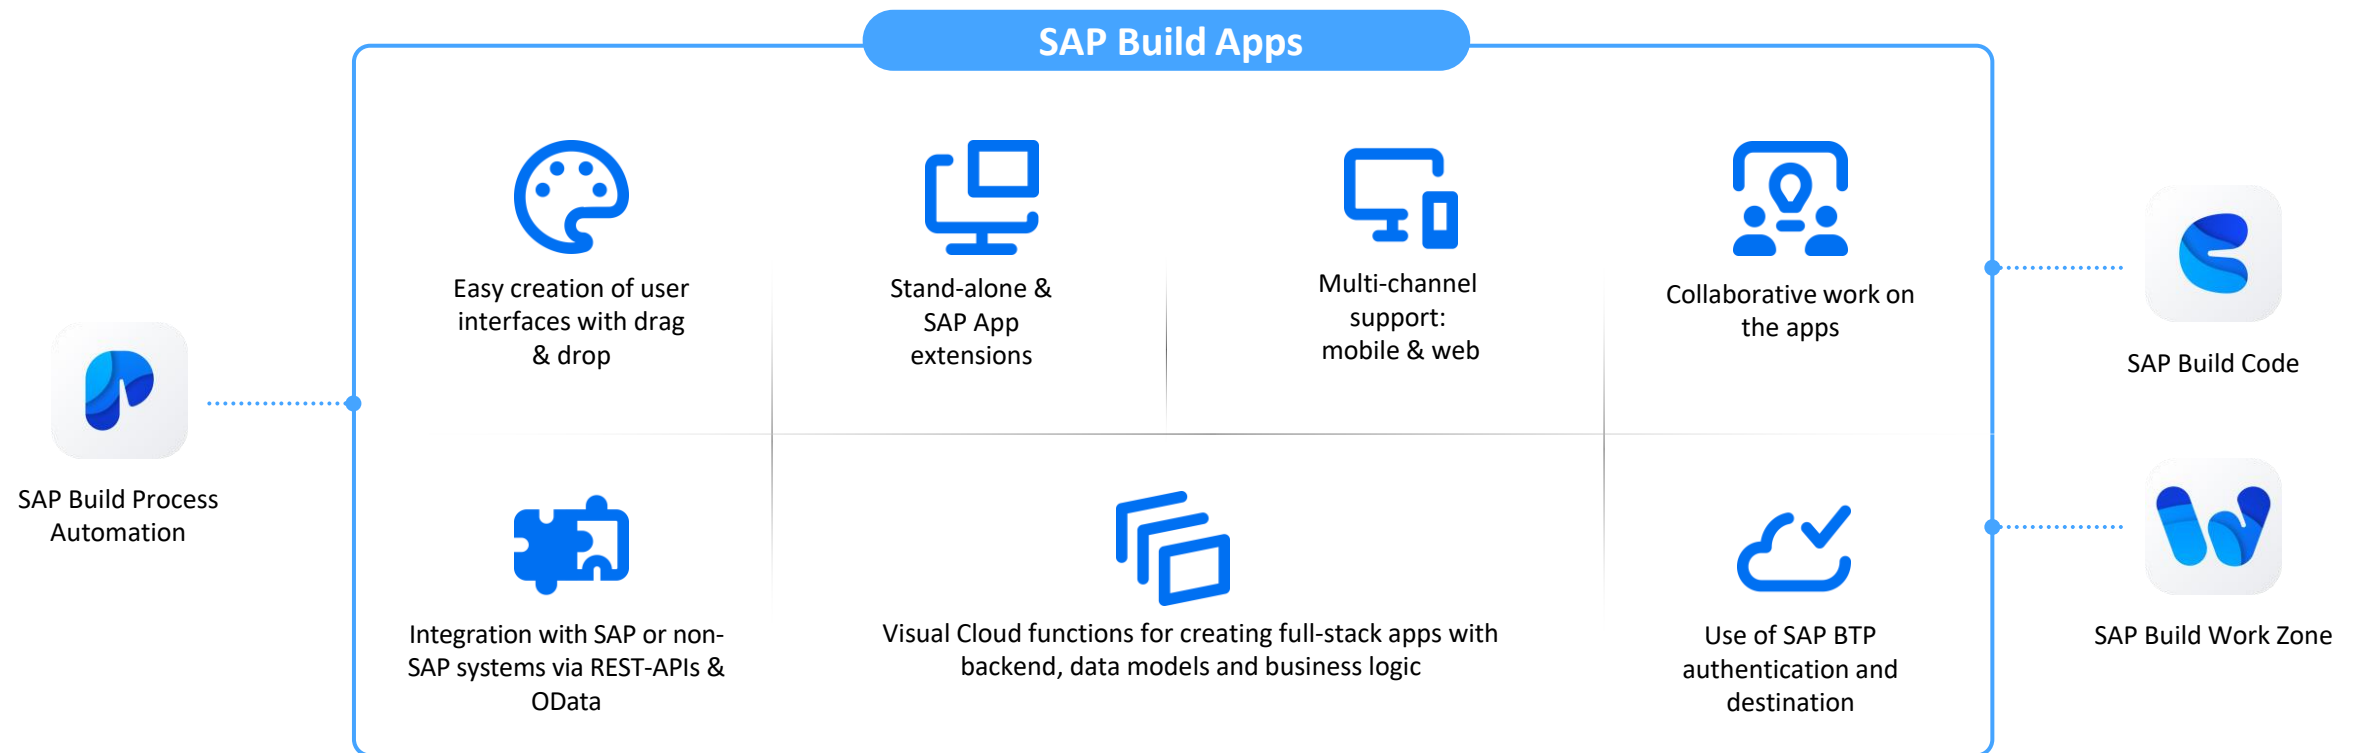 SAP Build Apps
Easy creation of user
interfaces with drag
& drop
Stand-alone &
SAP App
extensions
Multi-channel
support:
mobile & web
Collaborative work on
the apps
SAP Build Process
Automation
SAP Build Code
Integration with SAP or non-
SAP systems via REST-APIs &
OData
Visual Cloud functions for creating full-stack apps with
backend, data models and business logic
Use of SAP BTP
authentication and
destination
SAP Build Work Zone